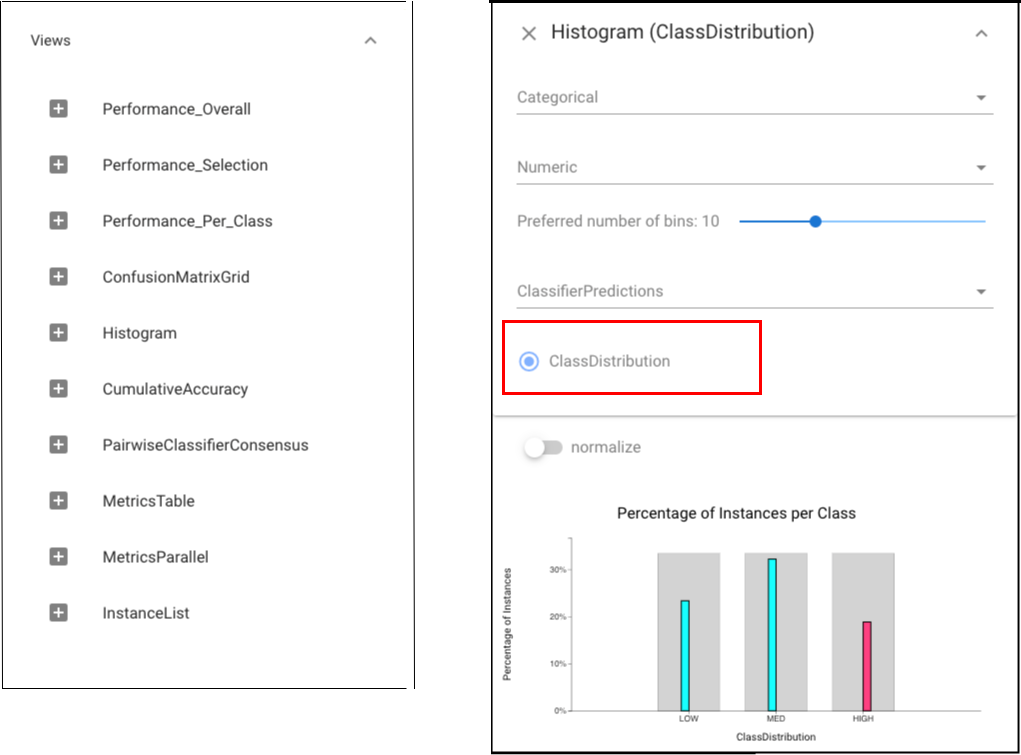 Views
Performance_Overall
Performance_Selection
Performance_Per_Class
ConfusionMatrixGrid
Histogram
CumulativeAccuracy
PairwiseClassifierConsensus
MetricsTable
MetricsParallel
InstanceList
Histogram (ClassDistribution)
Categorical
Numeric
Preferred number of bins: 10
ClassifierPredictions
ClassDistribution
normalize
Percentage of Instances per Class
Percentage of Instances
30%
20%
10%
0%
LOW MED HIGH
ClassDistribution